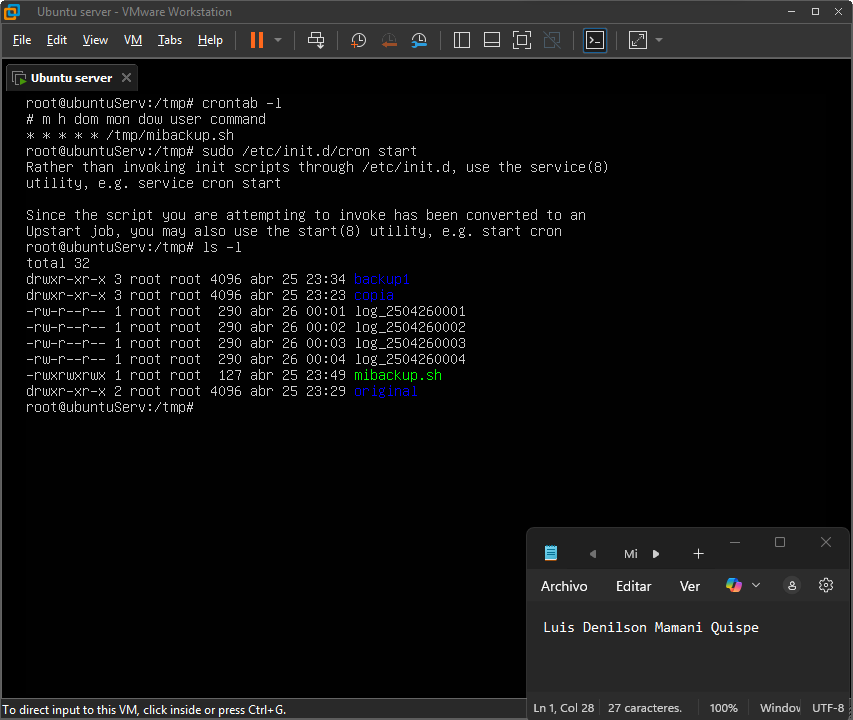 Ubuntu server - VMware Workstation
File Edit View VM Tabs Help
Ubuntu server
root@ubuntuServ:/tmp# crontab -l
# m h dom mon dow user command
* * * * * /tmp/mibackup.sh
root@ubuntuServ:/tmp# sudo /etc/init.d/cron start
Rather than invoking init scripts through /etc/init.d, use the service(8)
utility, e.g. service cron start
Since the script you are attempting to invoke has been converted to an
Upstart job, you may also use the start(8) utility, e.g. start cron
root@ubuntuServ:/tmp# ls -l
total 32
drwxr-xr-x 3 root root 4096 abr 25 23:34 backup1
drwxr-xr-x 3 root root 4096 abr 25 23:23 copia
-rw-r--r-- 1 root root  290 abr 26 00:01 log_2504260001
-rw-r--r-- 1 root root  290 abr 26 00:02 log_2504260002
-rw-r--r-- 1 root root  290 abr 26 00:03 log_2504260003
-rw-r--r-- 1 root root  290 abr 26 00:04 log_2504260004
-rwxrwxrwx 1 root root  127 abr 25 23:49 mibackup.sh
drwxr-xr-x 2 root root 4096 abr 25 23:29 original
root@ubuntuServ:/tmp#
Mi
Archivo Editar Ver
Luis Denilson Mamani Quispe
Ln 1, Col 28 27 caracteres. 100% Window UTF-8
To direct input to this VM, click inside or press Ctrl+G.